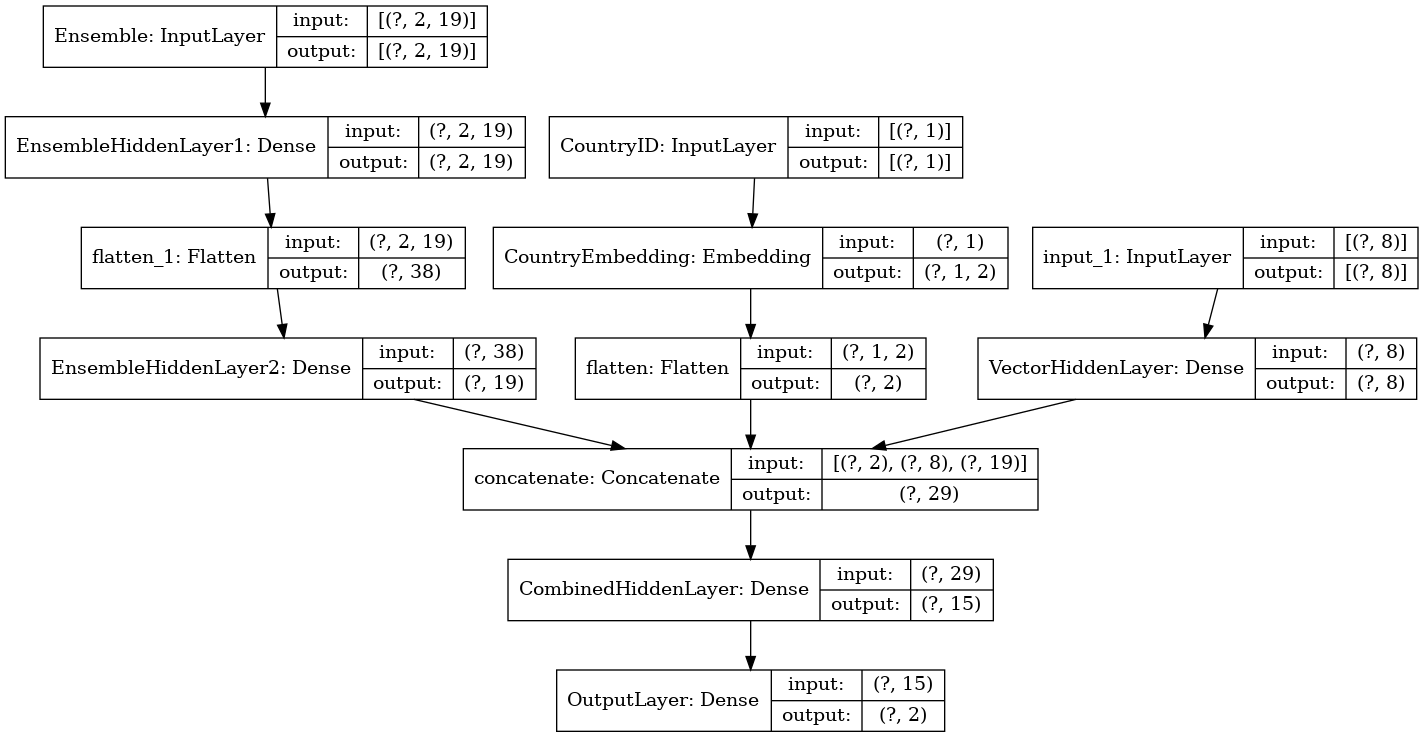 Ensemble: InputLayer
input: [(?, 2, 19)]
output: [(?, 2, 19)]
EnsembleHiddenLayer1: Dense
input: (?, 2, 19)
output: (?, 2, 19)
CountryID: InputLayer
input: [(?, 1)]
output: [(?, 1)]
flatten_1: Flatten
input: (?, 2, 19)
output: (?, 38)
CountryEmbedding: Embedding
input: (?, 1)
output: (?, 1, 2)
input_1: InputLayer
input: [(?, 8)]
output: [(?, 8)]
EnsembleHiddenLayer2: Dense
input: (?, 38)
output: (?, 19)
flatten: Flatten
input: (?, 1, 2)
output: (?, 2)
VectorHiddenLayer: Dense
input: (?, 8)
output: (?, 8)
concatenate: Concatenate
input: [(?, 2), (?, 8), (?, 19)]
output: (?, 29)
CombinedHiddenLayer: Dense
input: (?, 29)
output: (?, 15)
OutputLayer: Dense
input: (?, 15)
output: (?, 2)